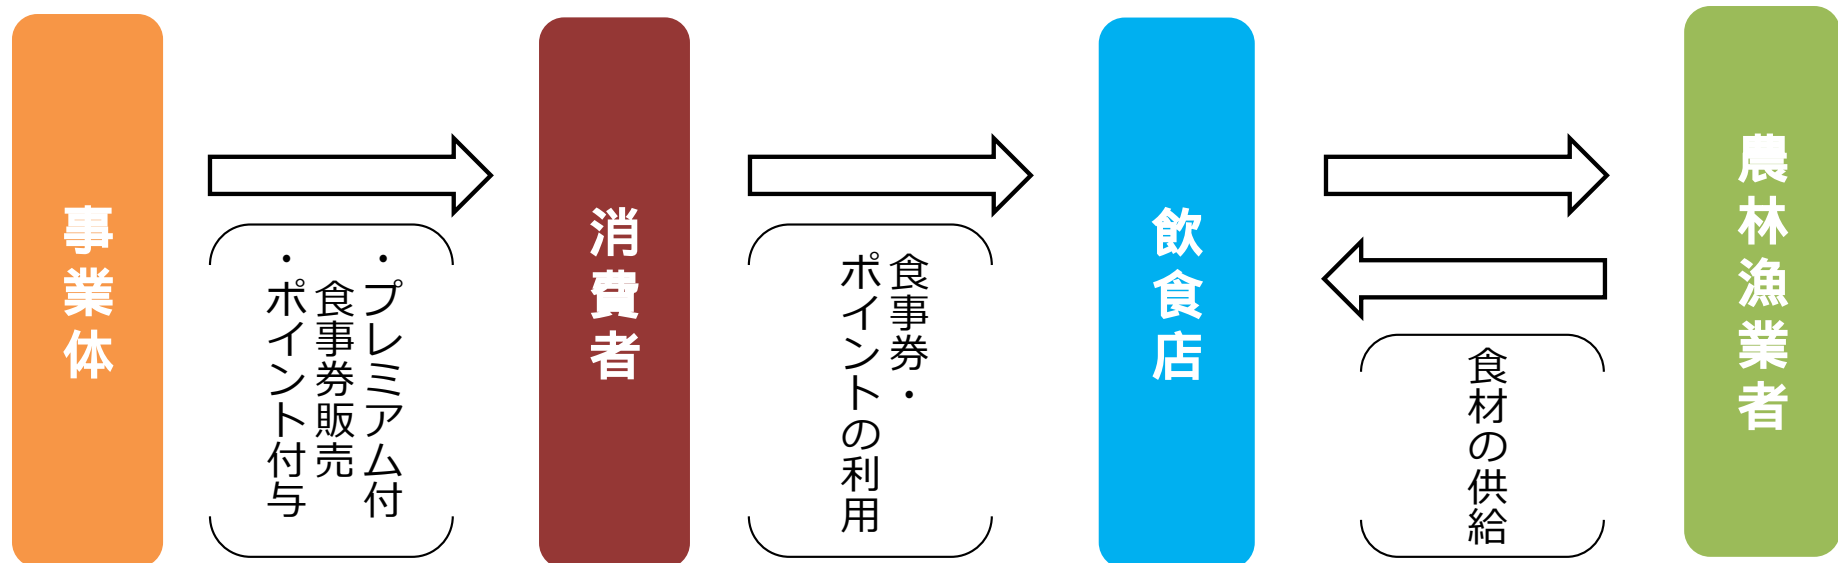 事業体
・プレミアム付
食事券販売
・ポイント付与
消費者
食事券・
ポイントの利用
飲食店
食材の供給
農林漁業者